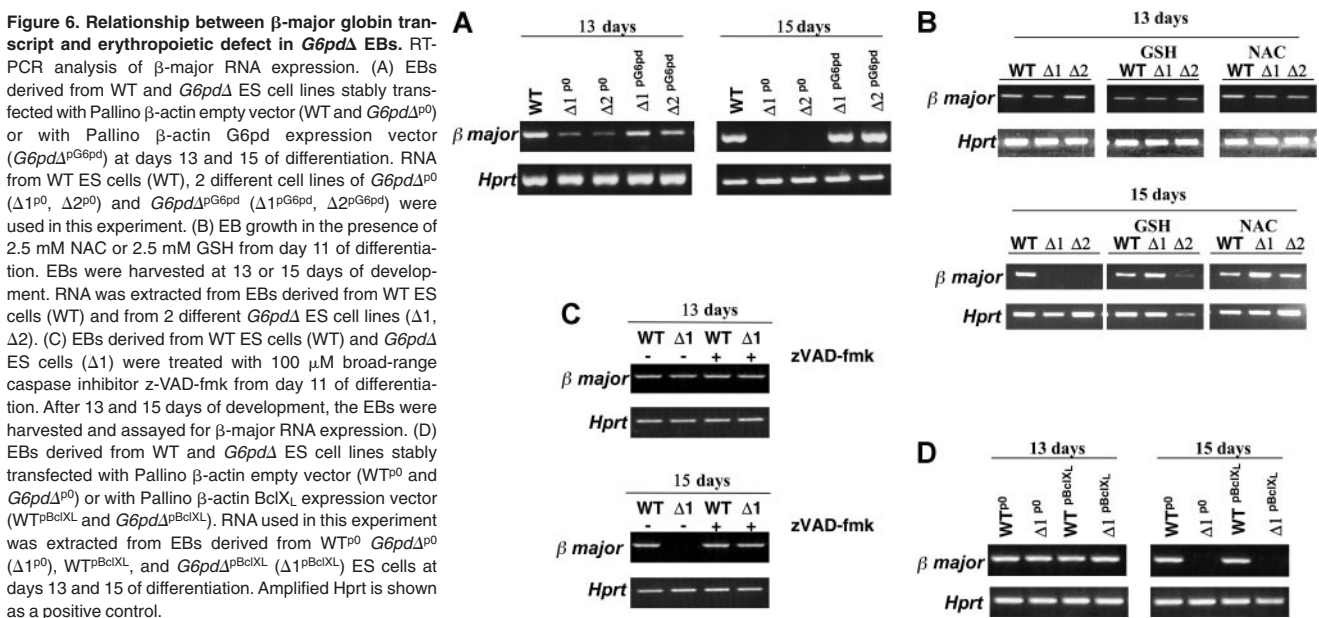 Figure 6. Relationship between β-major globin tran-
script and erythropoietic defect in G6pdΔ EBs. RT-
PCR analysis of β-major RNA expression. (A) EBs
derived from WT and G6pdΔ ES cell lines stably trans-
fected with Pallino β-actin empty vector (WT and G6pdΔp0)
or with Pallino β-actin G6pd expression vector
(G6pdΔpG6pd) at days 13 and 15 of differentiation. RNA
from WT ES cells (WT), 2 different cell lines of G6pdΔp0
(Δ1p0, Δ2p0) and G6pdΔpG6pd (Δ1pG6pd, Δ2pG6pd) were
used in this experiment. (B) EB growth in the presence of
2.5 mM NAC or 2.5 mM GSH from day 11 of differentia-
tion. EBs were harvested at 13 or 15 days of develop-
ment. RNA was extracted from EBs derived from WT ES
cells (WT) and from 2 different G6pdΔ ES cell lines (Δ1,
Δ2). (C) EBs derived from WT ES cells (WT) and G6pdΔ
ES cells (Δ1) were treated with 100 μM broad-range
caspase inhibitor z-VAD-fmk from day 11 of differentia-
tion. After 13 and 15 days of development, the EBs were
harvested and assayed for β-major RNA expression. (D)
EBs derived from WT and G6pdΔ ES cell lines stably
transfected with Pallino β-actin empty vector (WTp0 and
G6pdΔp0) or with Pallino β-actin BclXL expression vector
(WTpBclXL and G6pdΔpBclXL). RNA used in this experiment
was extracted from EBs derived from WTp0 G6pdΔp0
(Δ1p0), WTpBclXL, and G6pdΔpBclXL (Δ1pBclXL) ES cells at
days 13 and 15 of differentiation. Amplified Hprt is shown
as a positive control.
A
13 days 15 days
WT Δ1 p0 Δ2 p0 Δ1 pG6pd Δ2 pG6pd WT Δ1 p0 Δ2 p0 Δ1 pG6pd Δ2 pG6pd
β major
Hprt
B
13 days
GSH NAC
WT Δ1 Δ2 WT Δ1 Δ2 WT Δ1 Δ2
β major
Hprt
15 days
GSH NAC
WT Δ1 Δ2 WT Δ1 Δ2 WT Δ1 Δ2
β major
Hprt
C
13 days
WT Δ1 WT Δ1
- - + + zVAD-fmk
β major
Hprt
15 days
WT Δ1 WT Δ1
- - + + zVAD-fmk
β major
Hprt
D
13 days 15 days
WTp0 Δ1 p0 WT pBclXL Δ1 pBclXL WTp0 Δ1 p0 WT pBclXL Δ1 pBclXL
β major
Hprt